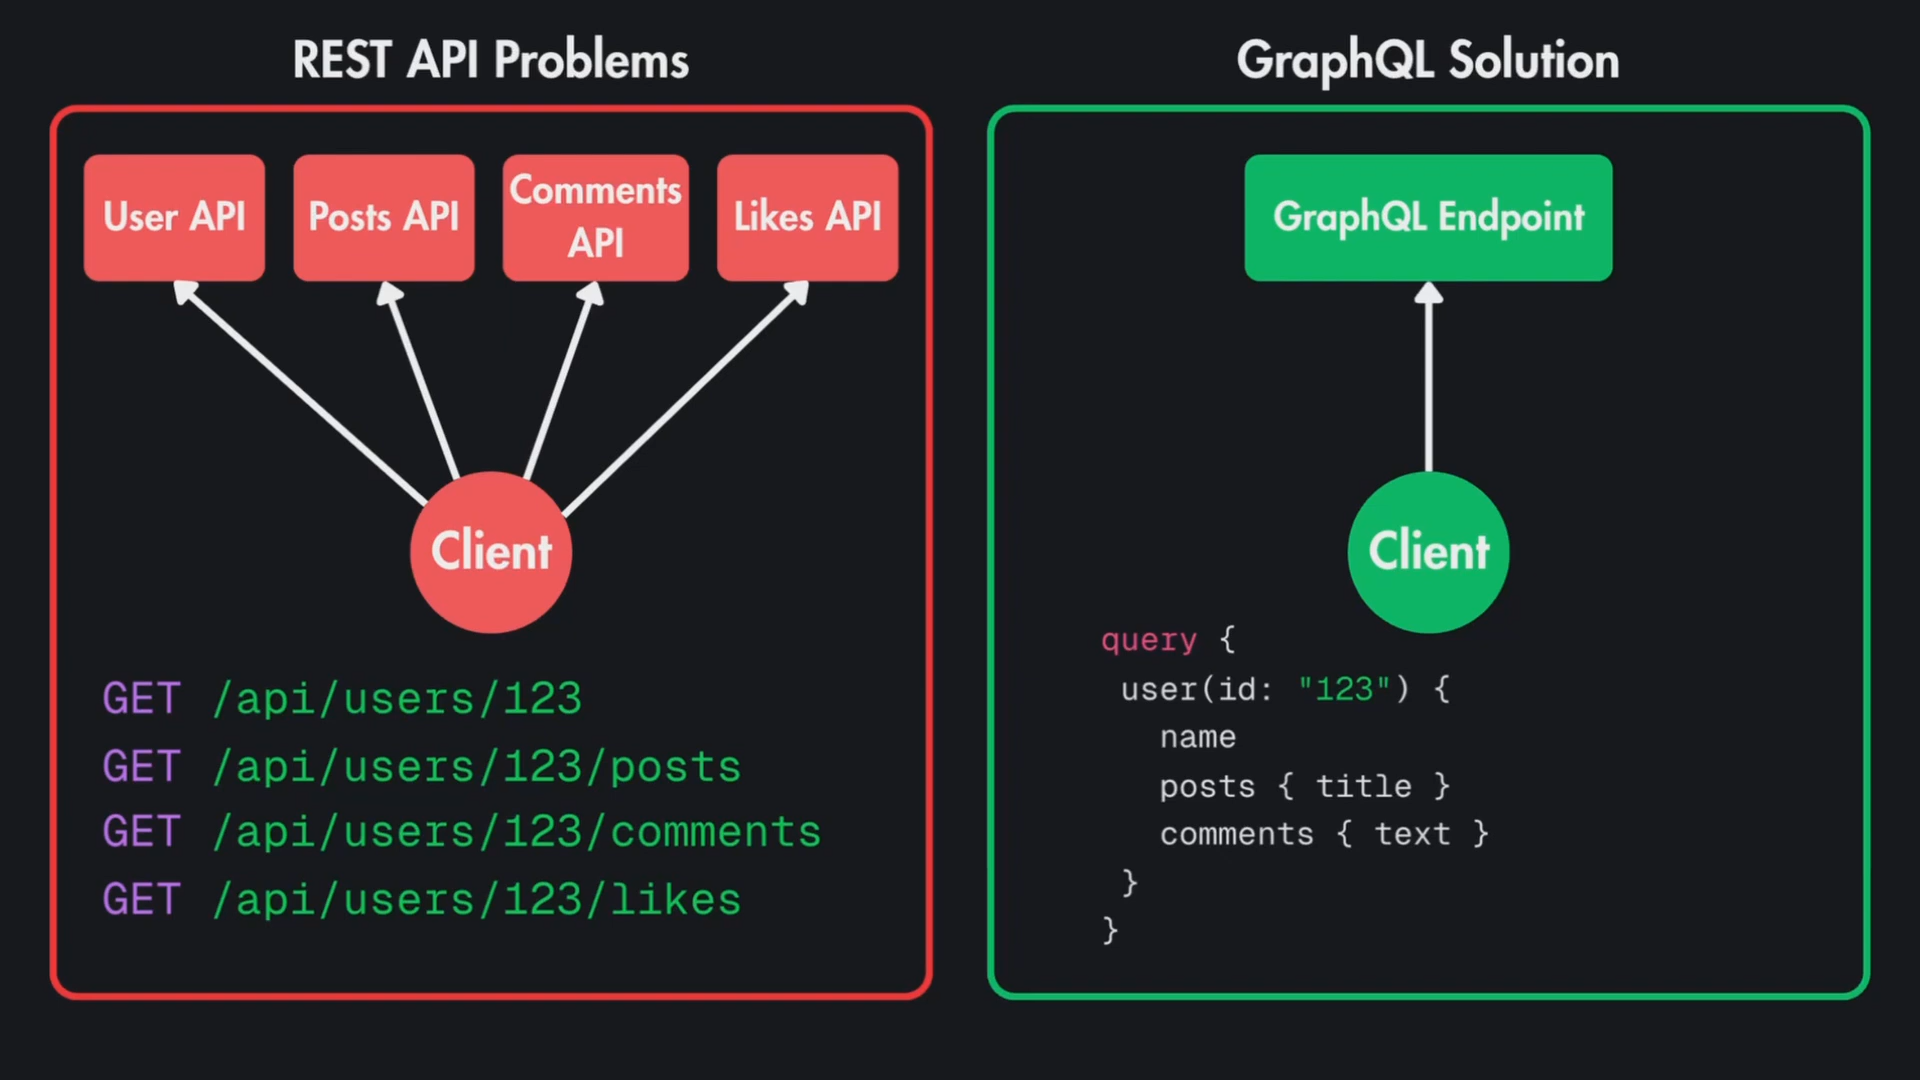 REST API Problems
User API
Posts API
Comments
API
Likes API
Client
GET /api/users/123
GET /api/users/123/posts
GET /api/users/123/comments
GET /api/users/123/likes
GraphQL Solution
GraphQL Endpoint
Client
query {
user(id: "123") {
name
posts { title }
comments { text }
}
}